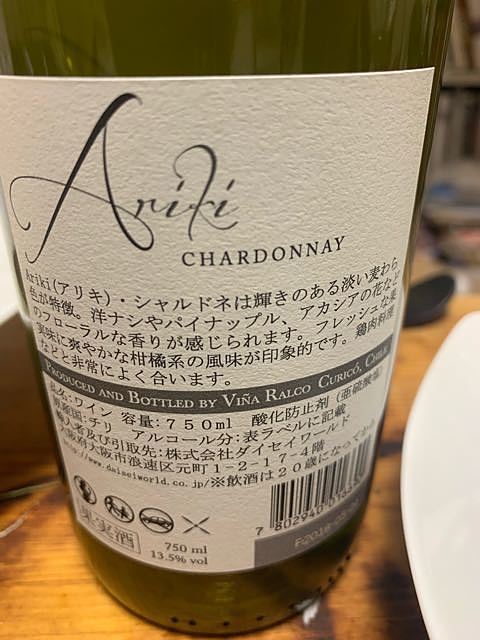 Ariki
CHARDONNAY
Ariki(アリキ)・シャルドネは輝きのある淡い麦わら
色が特徴。洋ナシやパイナップル、アカシアの花など
のフローラルな香りが感じられます。フレッシュな果
実味に爽やかな柑橘系の風味が印象的です。鶏肉料理
などと非常によく合います。
PRODUCED AND BOTTLED BY VIÑA RALCO CURICÓ, CHILE
品名:ワイン 容量:750ml 酸化防止剤(亜硫酸塩)
原産国:チリ アルコール分:表ラベルに記載
輸入者及び引取先:株式会社ダイセイワールド
大阪府大阪市浪速区元町1-2-17-4階
http://www.daiseiworld.co.jp/※飲酒は20歳になってから
果実酒
750 ml
13.5% vol
7 802940